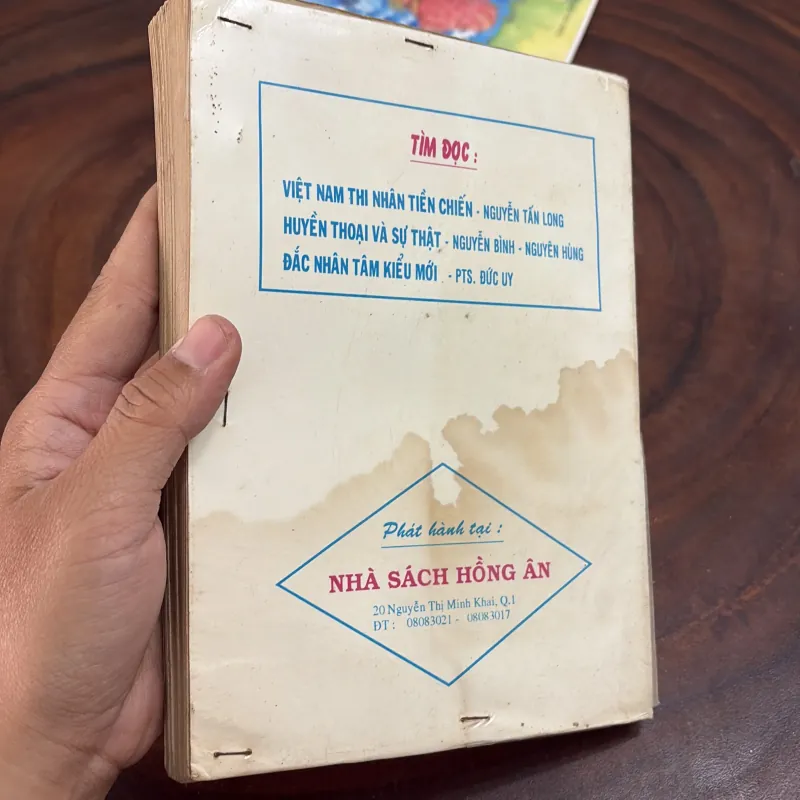 TÌM ĐỌC :
VIỆT NAM THI NHÂN TIỀN CHIẾN - NGUYỄN TẤN LONG
HUYỀN THOẠI VÀ SỰ THẬT - NGUYỄN BÌNH - NGUYÊN HÙNG
ĐẮC NHÂN TÂM KIỂU MỚI . - PTS. ĐỨC UY
Phát hành tại :
NHÀ SÁCH HỒNG ÂN
20 Nguyễn Thị Minh Khai, Q.1
ĐT : 08083021 - 08083017